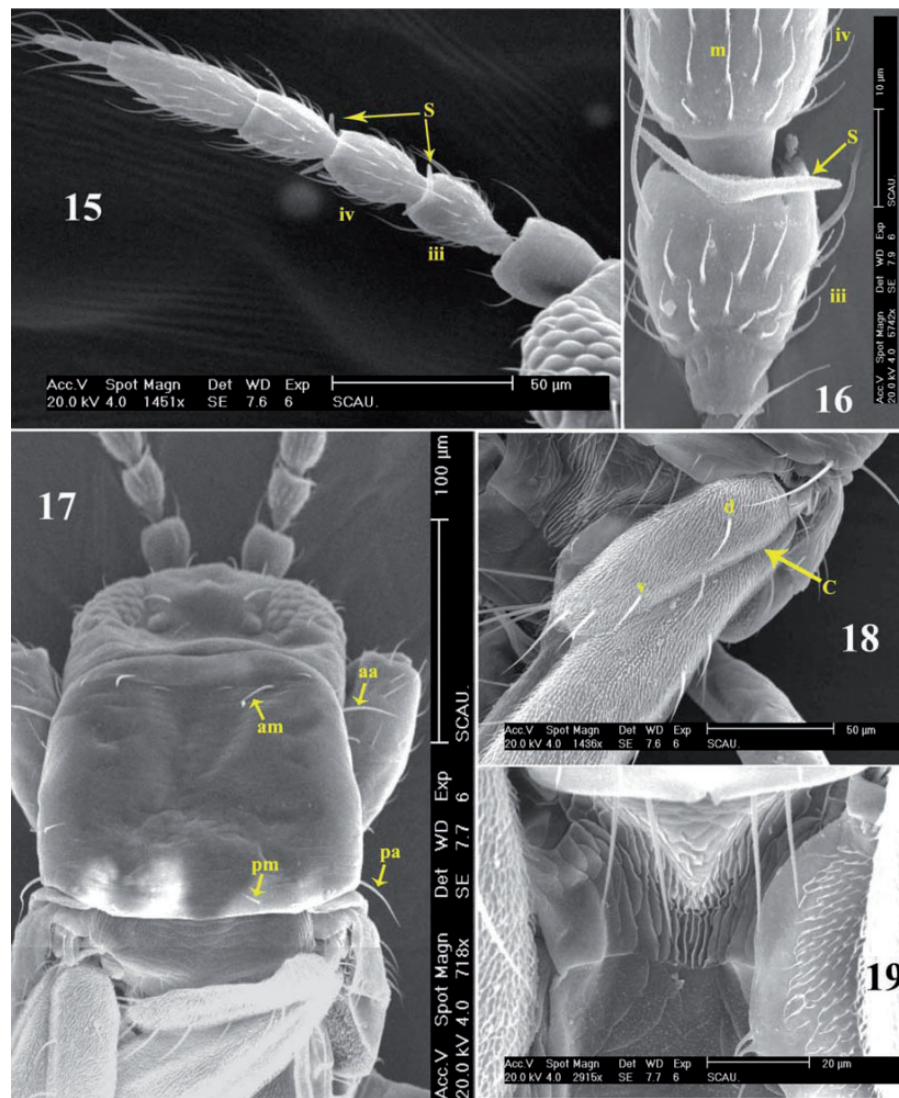 15
S
iv
iii
Acc.V Spot Magn Det WD Exp 50 µm
20.0 kV 4.0 1451x SE 7.6 6 SCAU.
m
iv
S
iii
16
Acc.V Spot Magn Det WD Exp 10 µm
20.0 kV 4.0 5742x SE 7.9 6
17
aa
am
pm
pa
Acc.V Spot Magn Det WD Exp 100 µm
20.0 kV 4.0 718x SE 7.7 6 SCAU.
d
v
C
18
Acc.V Spot Magn Det WD Exp 50 µm
20.0 kV 4.0 1436x SE 7.6 6 SCAU.
19
Acc.V Spot Magn Det WD Exp 20 µm
20.0 kV 4.0 2915x SE 7.7 6 SCAU.